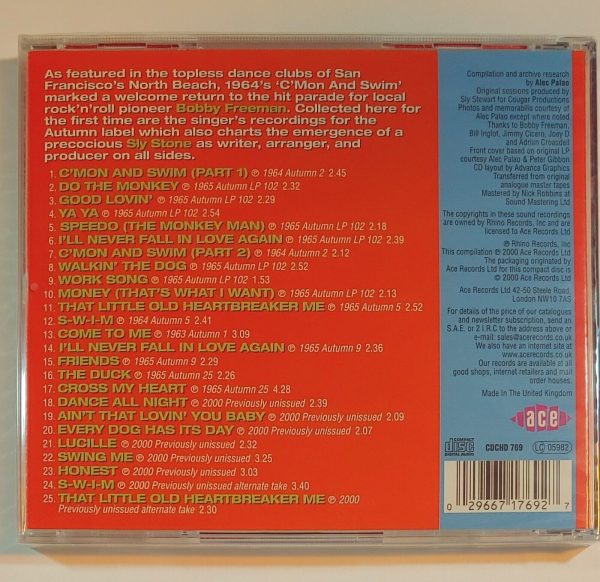 As featured in the topless dance clubs of San
Francisco's North Beach, 1964's 'C'Mon And Swim'
marked a welcome return to the hit parade for local
rock'n'roll pioneer Bobby Freeman. Collected here for
the first time are the singer's recordings for the
Autumn label which also charts the emergence of a
precocious Sly Stone as writer, arranger, and
producer on all sides.
1. C'MON AND SWIM (PART 1) ℗ 1964 Autumn 2 2.45
2. DO THE MONKEY ℗ 1965 Autumn LP 102 2.32
3. GOOD LOVIN' ℗ 1965 Autumn LP 102 2.29
4. YA YA ℗ 1965 Autumn LP 102 2.54
5. SPEEDO (THE MONKEY MAN) ℗ 1965 Autumn LP 102 2.18
6. I'LL NEVER FALL IN LOVE AGAIN ℗ 1965 Autumn LP 102 2.39
7. C'MON AND SWIM (PART 2) ℗ 1964 Autumn 2 2.12
8. WALKIN' THE DOG ℗ 1965 Autumn LP 102 2.52
9. WORK SONG ℗ 1965 Autumn LP 102 1.53
10. MONEY (THAT'S WHAT I WANT) ℗ 1965 Autumn LP 102 2.13
11. THAT LITTLE OLD HEARTBREAKER ME ℗ 1965 Autumn 5 2.52
12. S-W-I-M ℗ 1964 Autumn 5 2.41
13. COME TO ME ℗ 1963 Autumn 1 3.09
14. I'LL NEVER FALL IN LOVE AGAIN ℗ 1965 Autumn 9 2.36
15. FRIENDS ℗ 1965 Autumn 9 2.29
16. THE DUCK ℗ 1965 Autumn 25 2.26
17. CROSS MY HEART ℗ 1965 Autumn 25 4.28
18. DANCE ALL NIGHT ℗ 2000 Previously unissued 2.39
19. AIN'T THAT LOVIN' YOU BABY ℗ 2000 Previously unissued 2.09
20. EVERY DOG HAS ITS DAY ℗ 2000 Previously unissued 2.07
21. LUCILLE ℗ 2000 Previously unissued 2.32
22. SWING ME ℗ 2000 Previously unissued 3.25
23. HONEST ℗ 2000 Previously unissued 3.03
24. S-W-I-M ℗ 2000 Previously unissued alternate take 3.40
25. THAT LITTLE OLD HEARTBREAKER ME ℗ 2000
Previously unissued alternate take 2.30
Compilation and archive research
by Alec Palao
Original sessions produced by
Sly Stewart for Cougar Productions
Photos and memorabilia courtesy of
Alec Palao except where noted
Thanks to Bobby Freeman,
Bill Inglot, Jimmy Cicero, Joey D
and Adrian Croasdell
Front cover based on original LP
courtesy Alec Palao & Peter Gibbon
CD layout by Advance Graphics
Transferred from original
analogue master tapes
Mastered by Nick Robbins at
Sound Mastering Ltd
The copyrights in these sound recordings
are owned by Rhino Records, Inc and are
licensed to Ace Records Ltd
℗ Rhino Records, Inc
This compilation ℗ 2000 Ace Records Ltd
The packaging originated by
Ace Records Ltd for this compact disc is
© 2000 Ace Records Ltd
Ace Records Ltd 42-50 Steele Road,
London NW10 7AS
For details of the price of our catalogues
and newsletter subscription, send an
S.A.E. or 2 I.R.C to the address above or
e-mail: sales@acerecords.co.uk
We also have an internet site at
www.acerecords.co.uk
Our records are available at all
good shops, internet retailers and mail
order houses.
Made In The United Kingdom
ace
COMPACT
disc
DIGITAL AUDIO
CDCHD 769
LC 05982
0 29667 17692 7